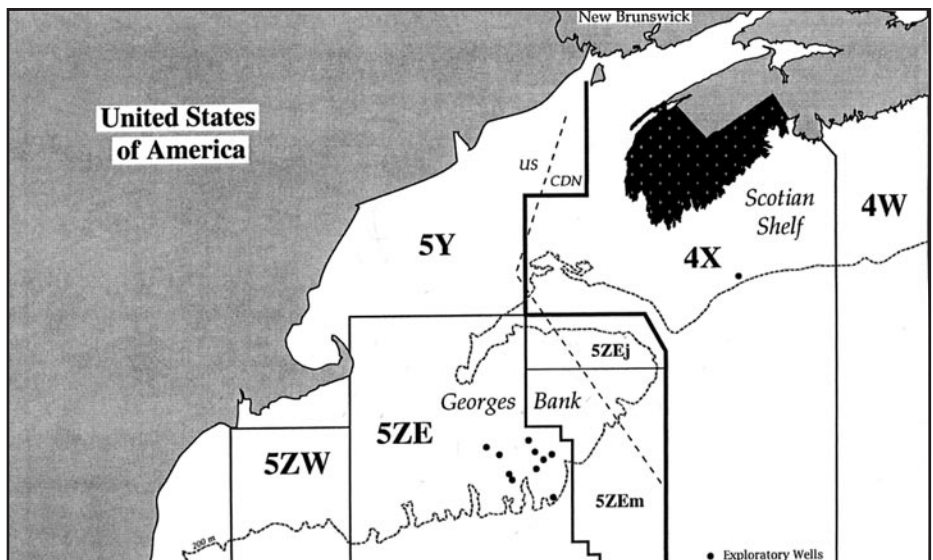 New Brunswick
United States
of America
US
CDN
Scotian
Shelf
4W
5Y
4X
5ZEj
Georges Bank
5ZE
5ZW
5ZEm
200 m
Exploratory Wells